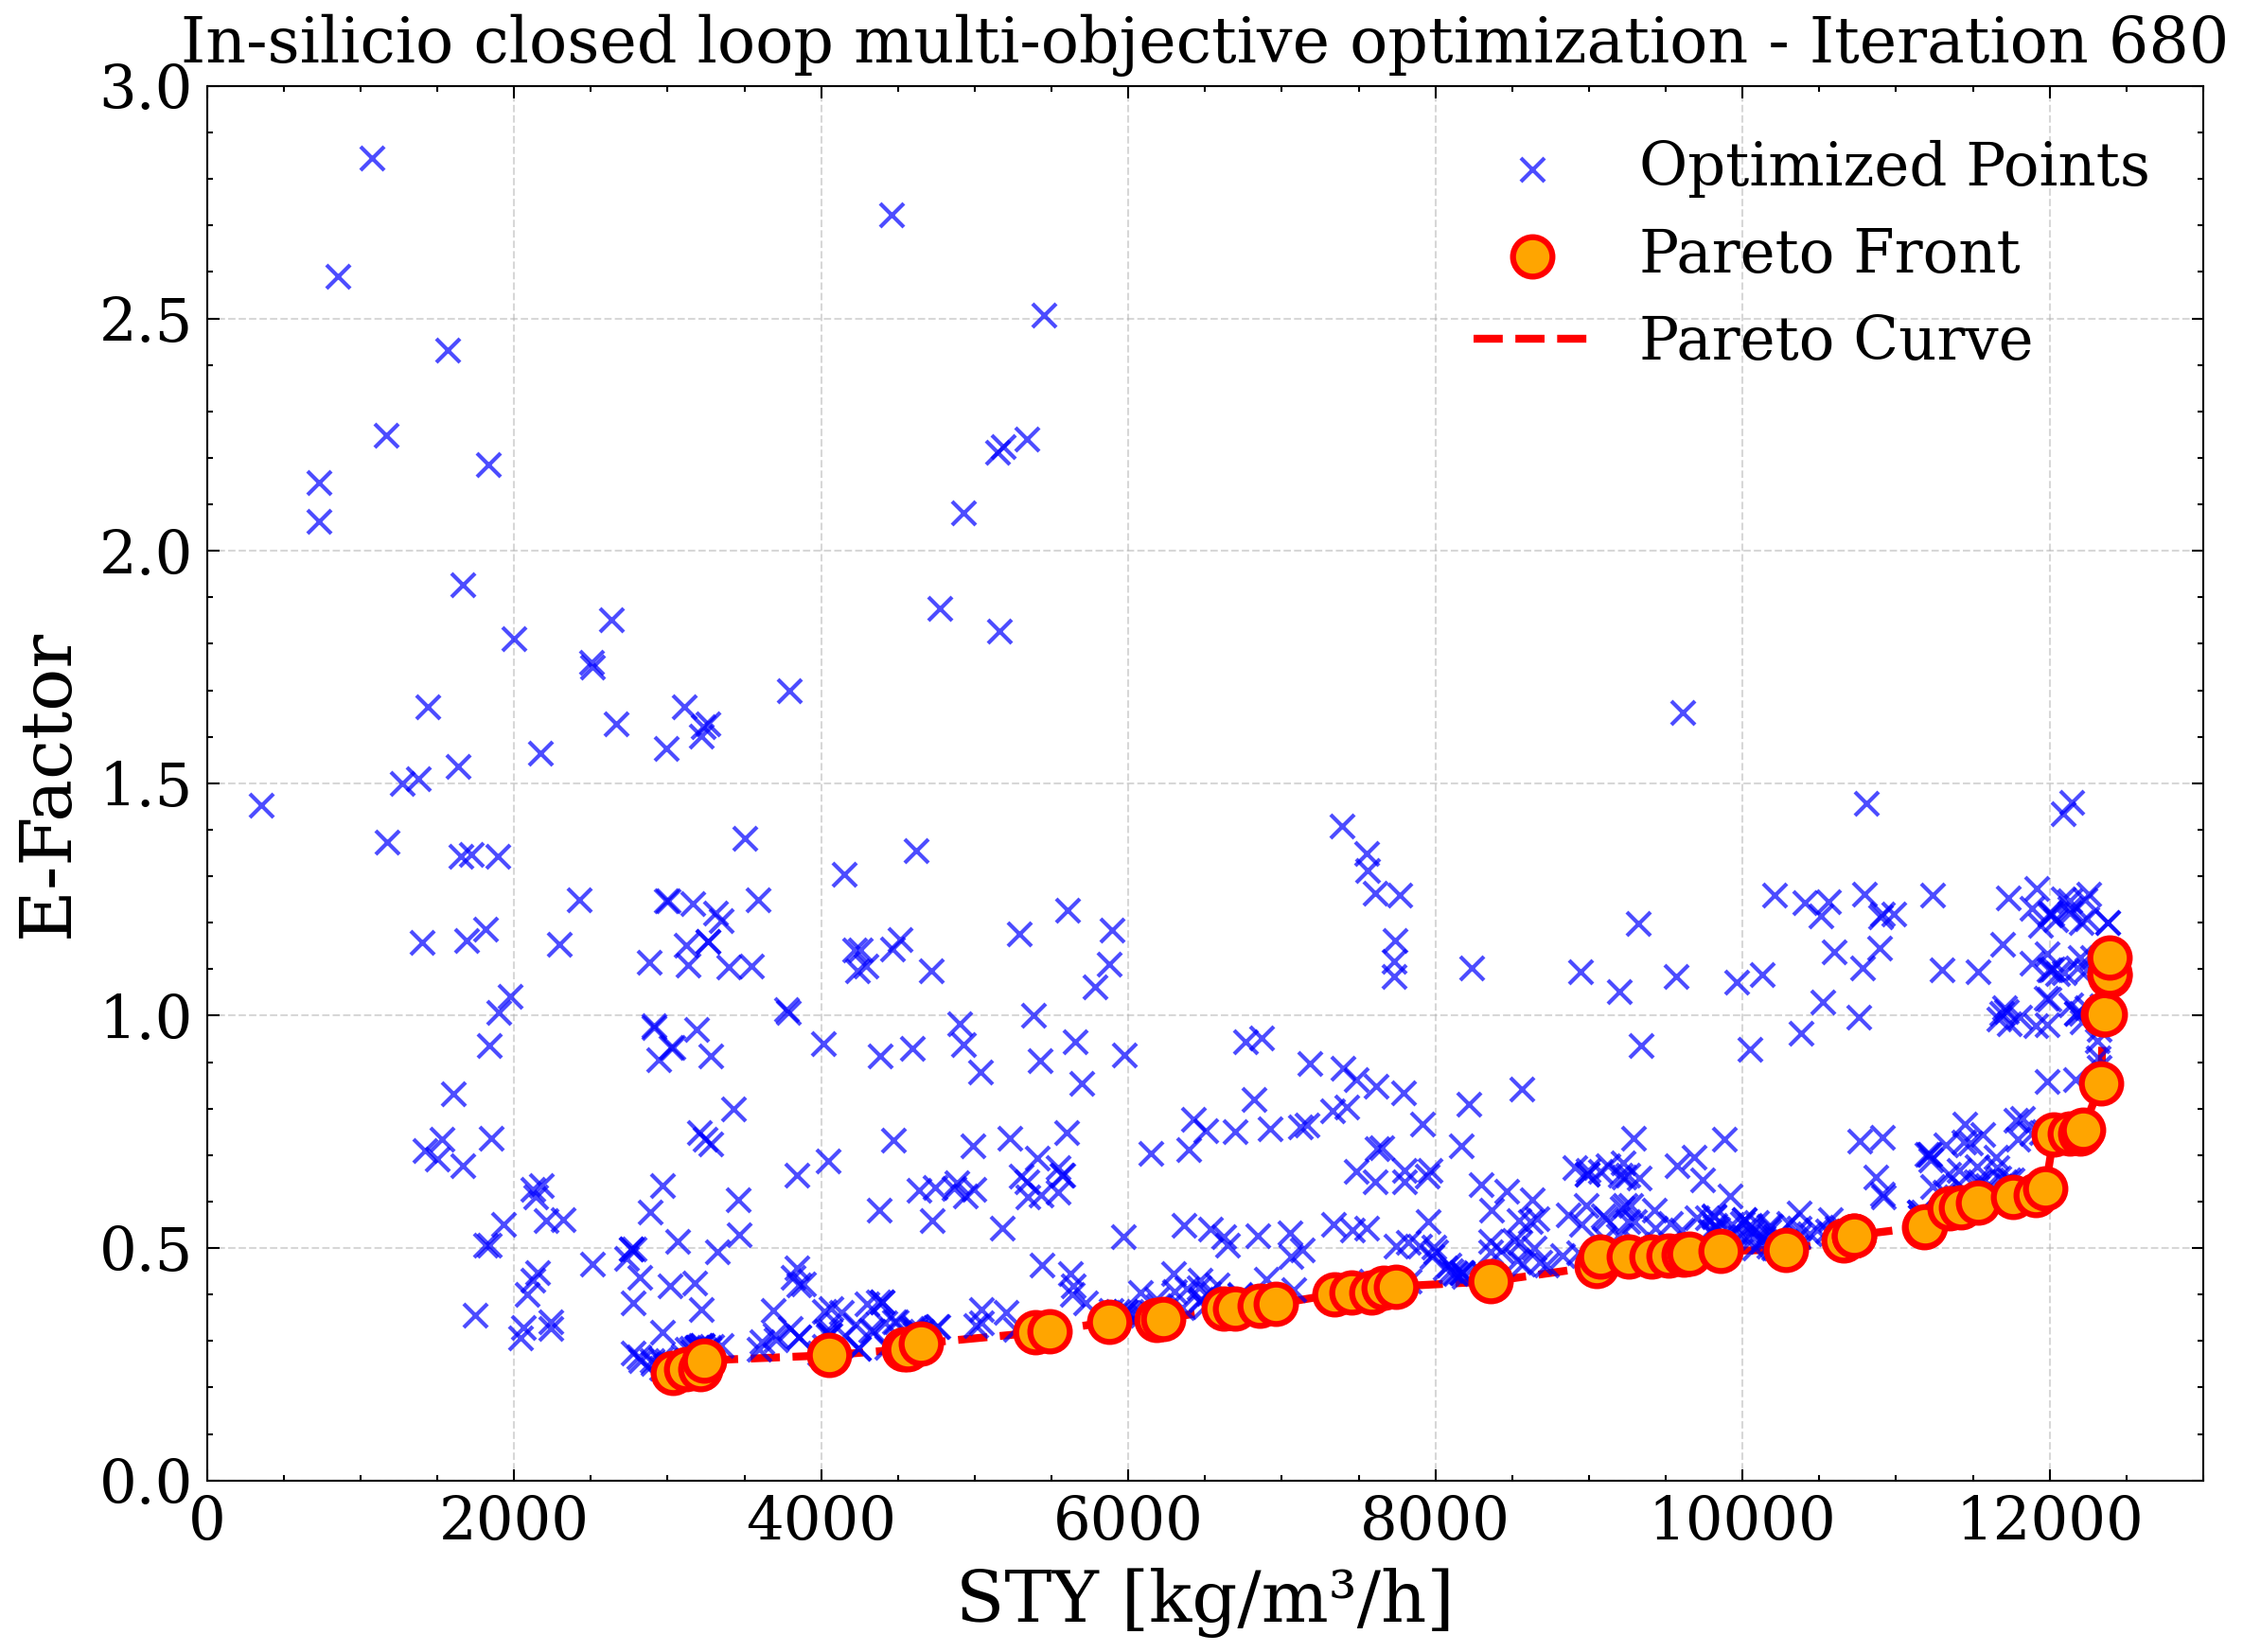 In-silicio closed loop multi-objective optimization - Iteration 680
3.0
2.5
2.0
1.5
1.0
0.5
0.0
E-Factor
Optimized Points
Pareto Front
Pareto Curve
0 2000 4000 6000 8000 10000 12000
STY [kg/m³/h]